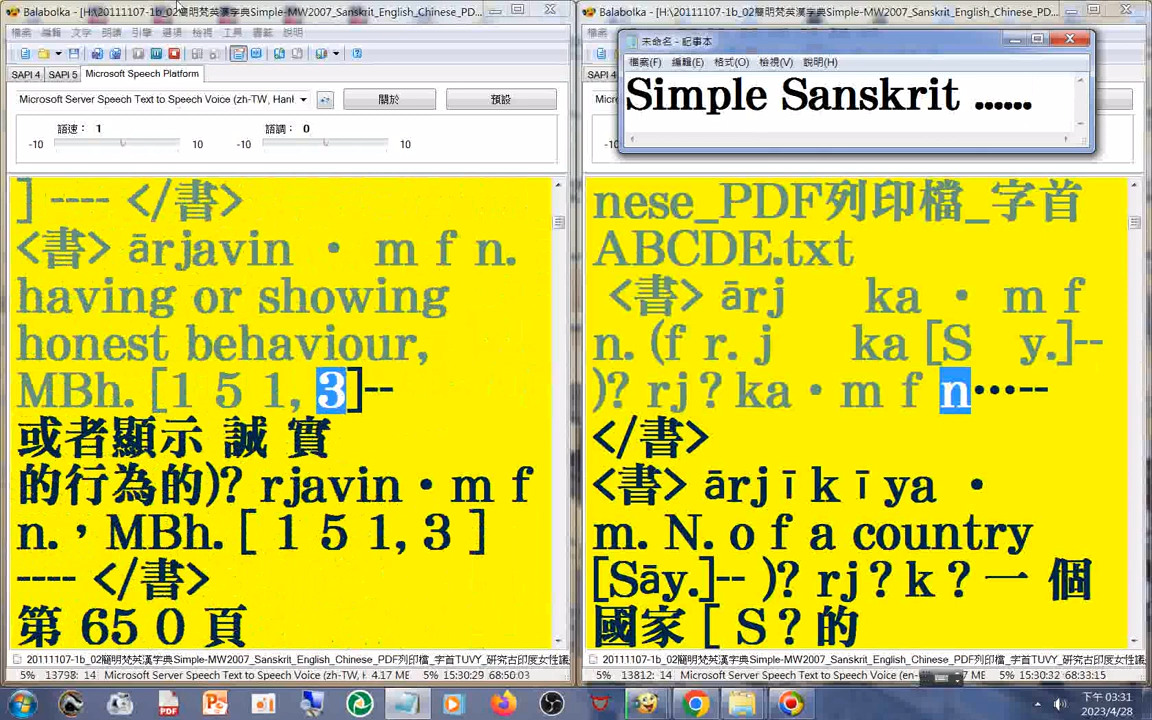 Balabolka - [H:\20111107-1b_02簡明梵英漢字典Simple-MW2007_Sanskrit_English_Chinese_PD...
檔案 編輯 文字 朗讀 引擎 選項 檢視 工具 書籤 說明
SAPI 4 SAPI 5 Microsoft Speech Platform
Microsoft Server Speech Text to Speech Voice (zh-TW, Han 關於 預設
語速： 1 語調： 0
-10 10 -10 10
] ---- </書>
<書> ārjavin • m f n.
having or showing
honest behaviour,
MBh. [1 5 1, 3]--
或者顯示 誠 實
的行為的)? rjavin • m f
n.，MBh. [ 1 5 1, 3 ]
---- </書>
第 65 0 頁
20111107-1b_02簡明梵英漢字典Simple-MW2007_Sanskrit_English_Chinese_PDF列印檔_字首TUVY_研究古印度女性議
5% 13798: 14 Microsoft Server Speech Text to Speech Voice (zh-TW, H 4.17 ME 5% 15:30:29 68:50:03
Balabolka - [H:\20111107-1b_02簡明梵英漢字典Simple-MW2007_Sanskrit_English_Chinese_PD...
檔案
SAPI 4
Micro
語
-10
未命名 - 記事本
檔案(F) 編輯(E) 格式(O) 檢視(V) 說明(H)
Simple Sanskrit ......
nese_PDF列印檔_字首
ABCDE.txt
<書> ārj ka • m f
n. (f r. j ka [S y.]--
)? rj ? ka • m f n…--
</書>
<書> ārj ī k ī ya •
m. N. o f a country
[Sāy.]-- )? rj ? k ? 一 個
國家 [ S ? 的
20111107-1b_02簡明梵英漢字典Simple-MW2007_Sanskrit_English_Chinese_PDF列印檔_字首TUVY_研究古印度女性議
5% 13812: 14 Microsoft Server Speech Text to Speech Voice (zh-TW, H 4.17 ME 5% 15:30:32 68:33:15
下午 03:31
2023/4/28